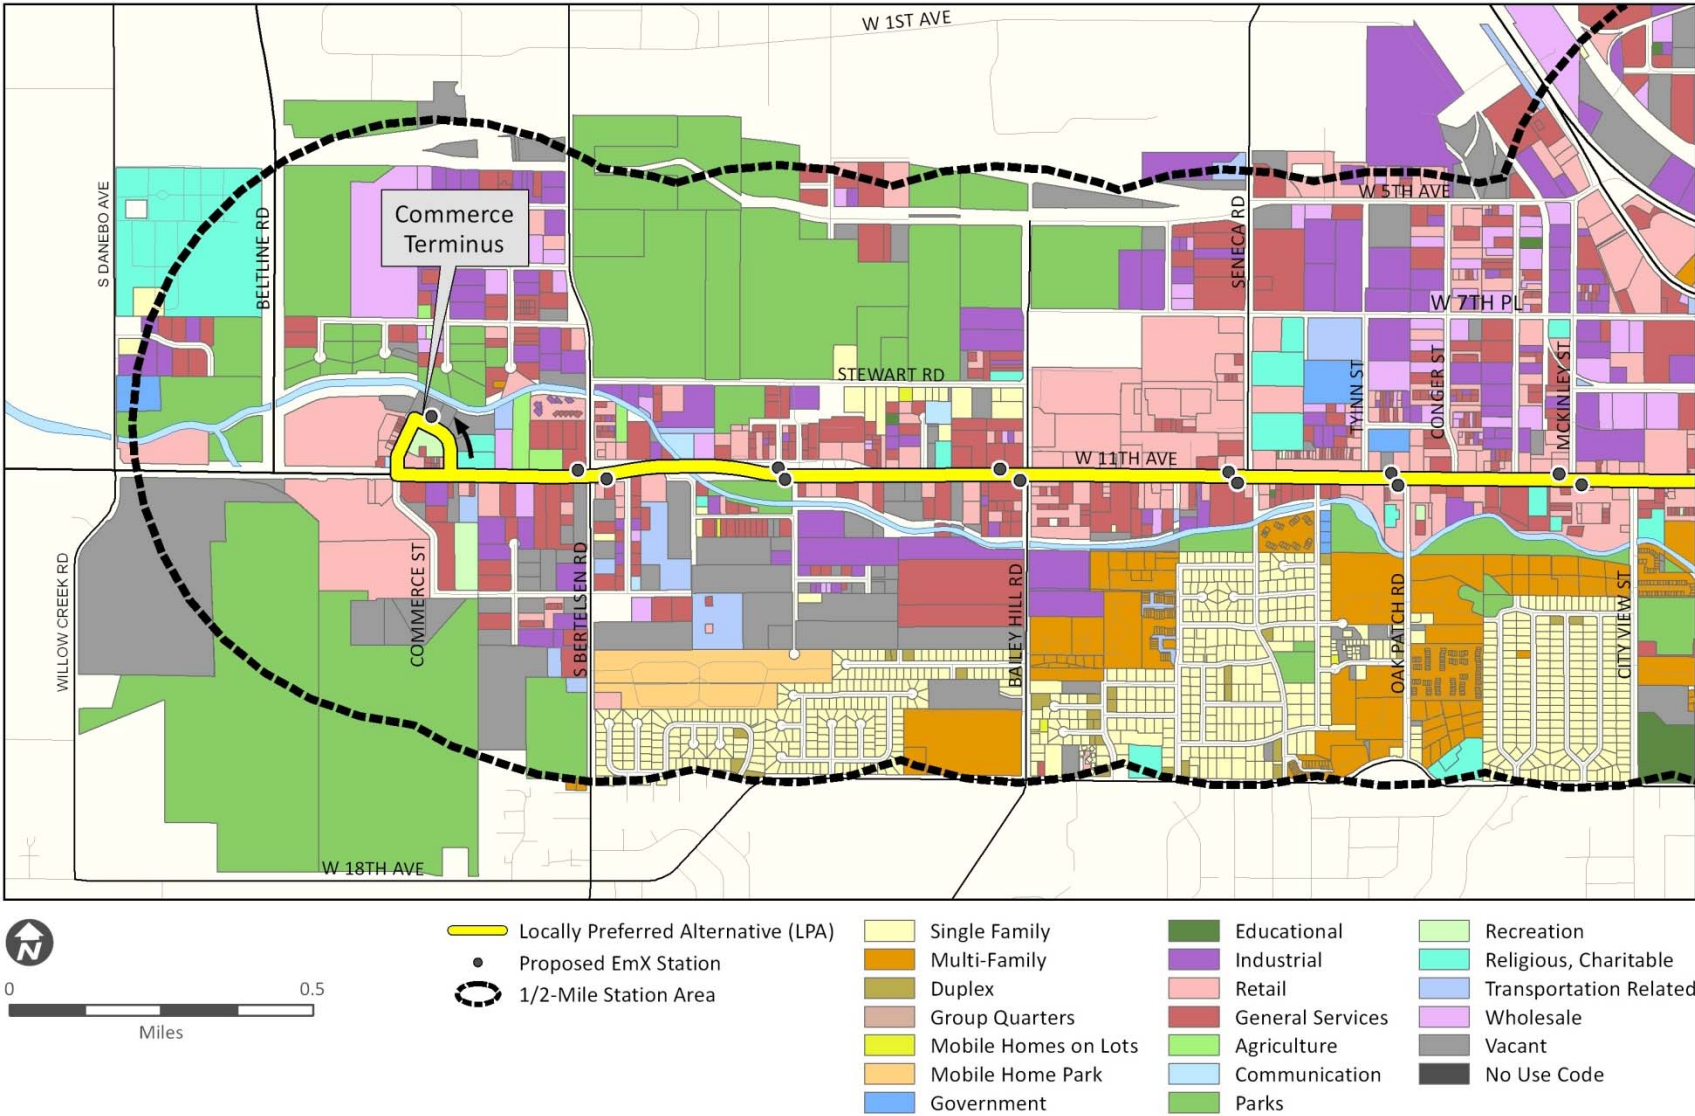 W 1ST AVE
S DANEBO AVE
BELTLINE RD
Commerce
Terminus
W 5TH AVE
SENECA RD
W 7TH PL
STEWART RD
TYINN ST
CONGER ST
MCKINLEY ST
W 11TH AVE
WILLOW CREEK RD
COMMERCE ST
S BERTELSEN RD
BAILEY HILL RD
OAK PATCH RD
CITY VIEW ST
W 18TH AVE
N
0 0.5
Miles
Locally Preferred Alternative (LPA)
Proposed EmX Station
1/2-Mile Station Area
Single Family
Multi-Family
Duplex
Group Quarters
Mobile Homes on Lots
Mobile Home Park
Government
Educational
Industrial
Retail
General Services
Agriculture
Communication
Parks
Recreation
Religious, Charitable
Transportation Related
Wholesale
Vacant
No Use Code